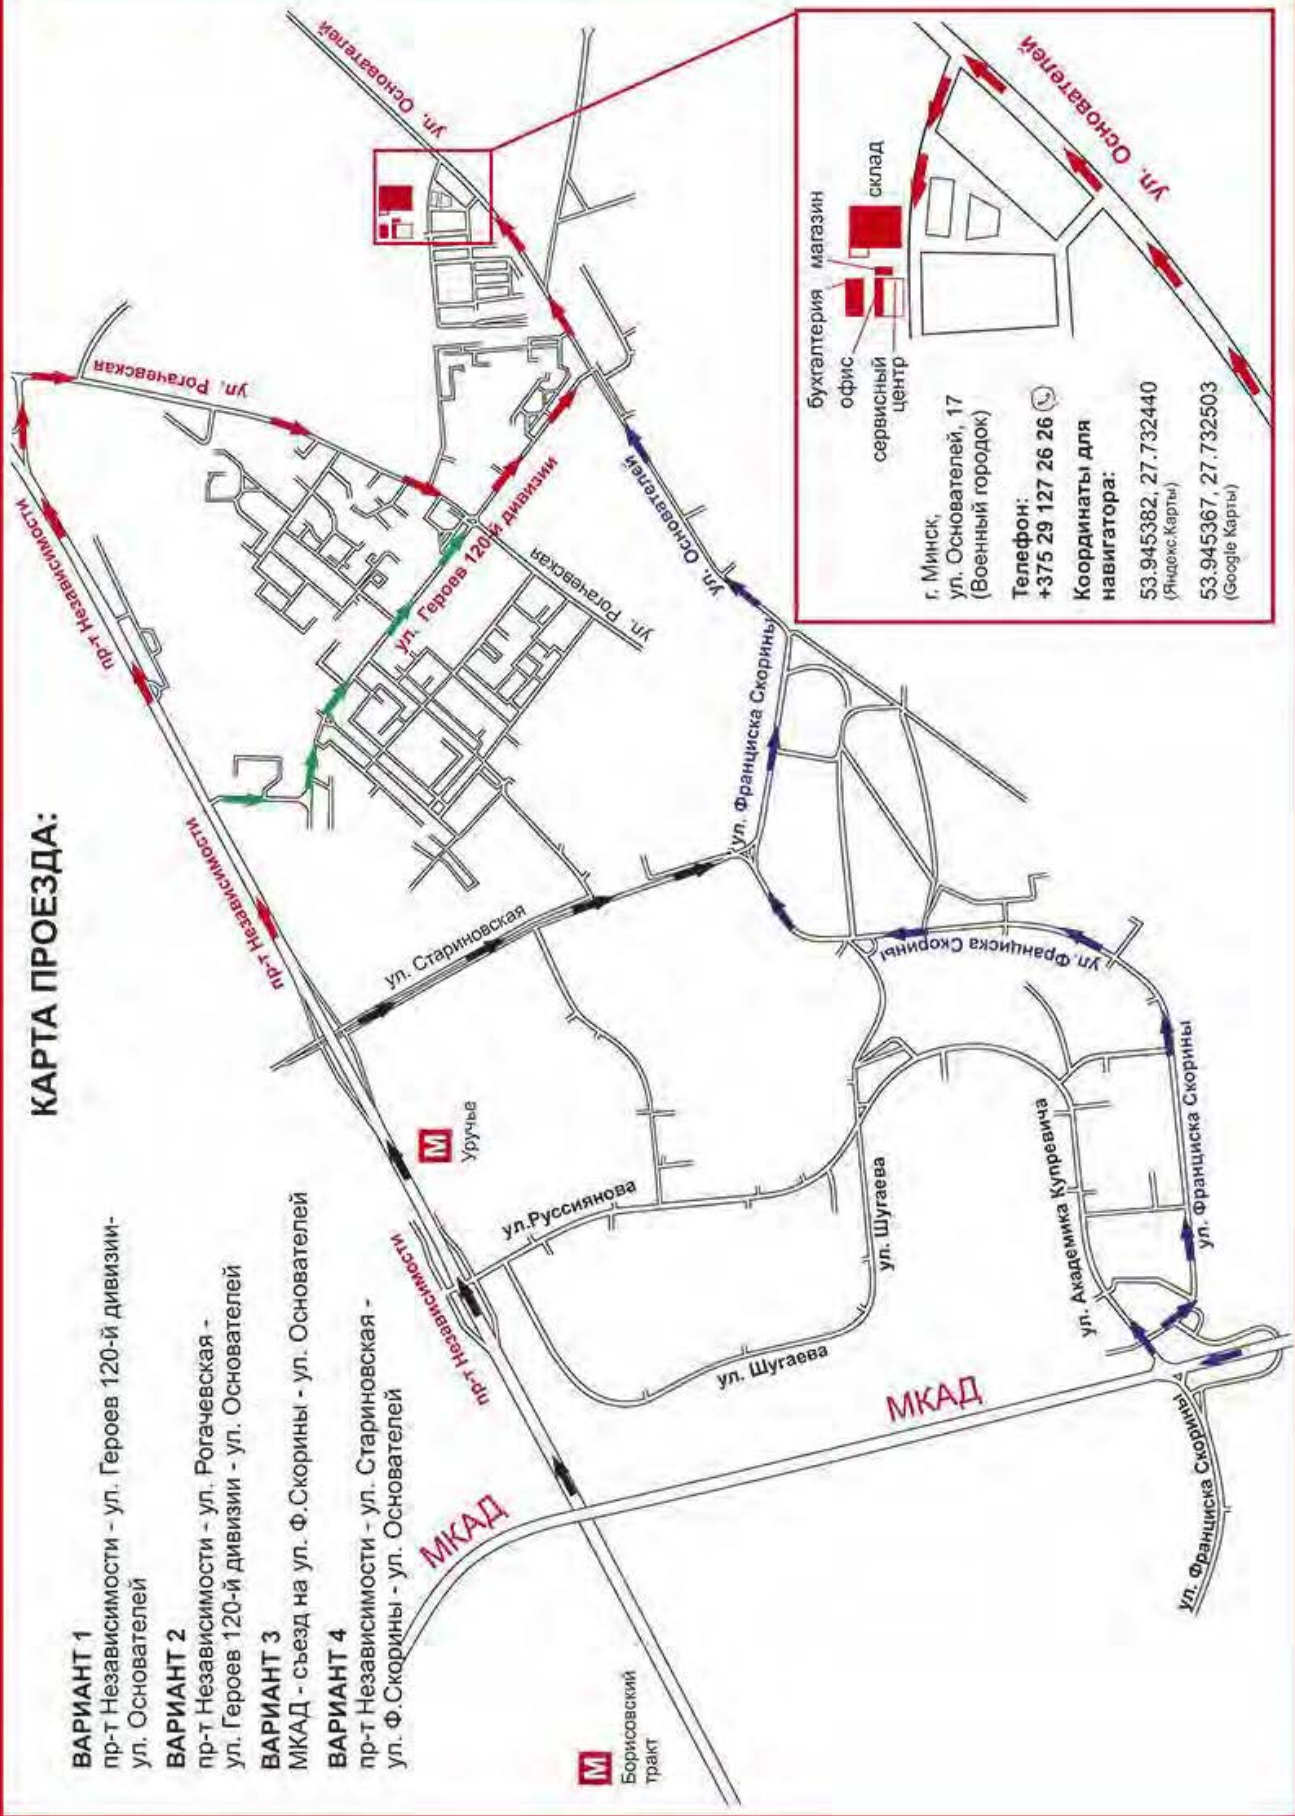 КАРТА ПРОЕЗДА:
ВАРИАНТ 1
пр-т Независимости - ул. Героев 120-й дивизии-
ул. Основателей
ВАРИАНТ 2
пр-т Независимости - ул. Рогачевская -
ул. Героев 120-й дивизии - ул. Основателей
ВАРИАНТ 3
МКАД - съезд на ул. Ф.Скорины - ул. Основателей
ВАРИАНТ 4
пр-т Независимости - ул. Стариновская -
ул. Ф.Скорины - ул. Основателей
М
Борисовский
тракт
МКАД
МКАД
пр-т Независимости
М
Уручье
пр-т Независимости
пр-т Независимости
ул. Рогачевская
ул. Основателей
ул. Героев 120-й дивизии
Рогачевская ул.
ул. Стариновская
ул.Руссиянова
ул. Шугаева
ул. Шугаева
ул. Академика Купревича
ул. Франциска Скорины
ул. Франциска Скорины
ул.Франциска Скорины
ул. Франциска Скорины
ул. Основателей
бухгалтерия
магазин
офис
склад
сервисный
центр
ул. Основателей
г. Минск,
ул. Основателей, 17
(Военный городок)
Телефон:
+375 29 127 26 26
Координаты для
навигатора:
53.945382, 27.732440
(Яндекс.Карты)
53.945367, 27.732503
(Google Карты)